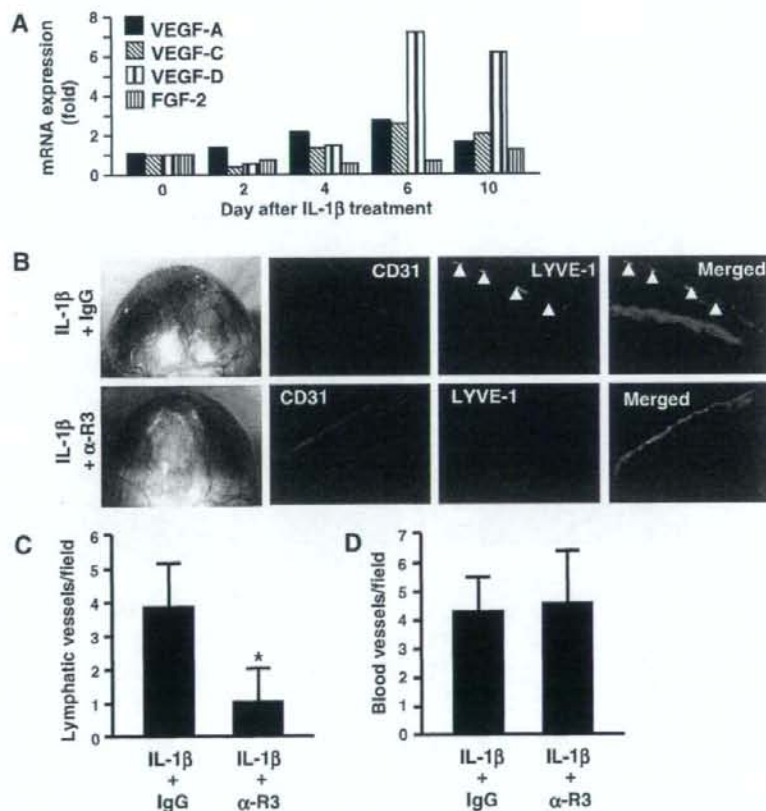 A
mRNA expression
(fold)
8
6
4
2
0
VEGF-A
VEGF-C
VEGF-D
FGF-2
0 2 4 6 10
Day after IL-1β treatment
B
IL-1β
+ IgG
CD31
LYVE-1
Merged
IL-1β
+ α-R3
CD31
LYVE-1
Merged
C
Lymphatic vessels/field
6
5
4
3
2
1
0
*
IL-1β
+
IgG
IL-1β
+
α-R3
D
Blood vessels/field
7
6
5
4
3
2
1
0
IL-1β
+
IgG
IL-1β
+
α-R3